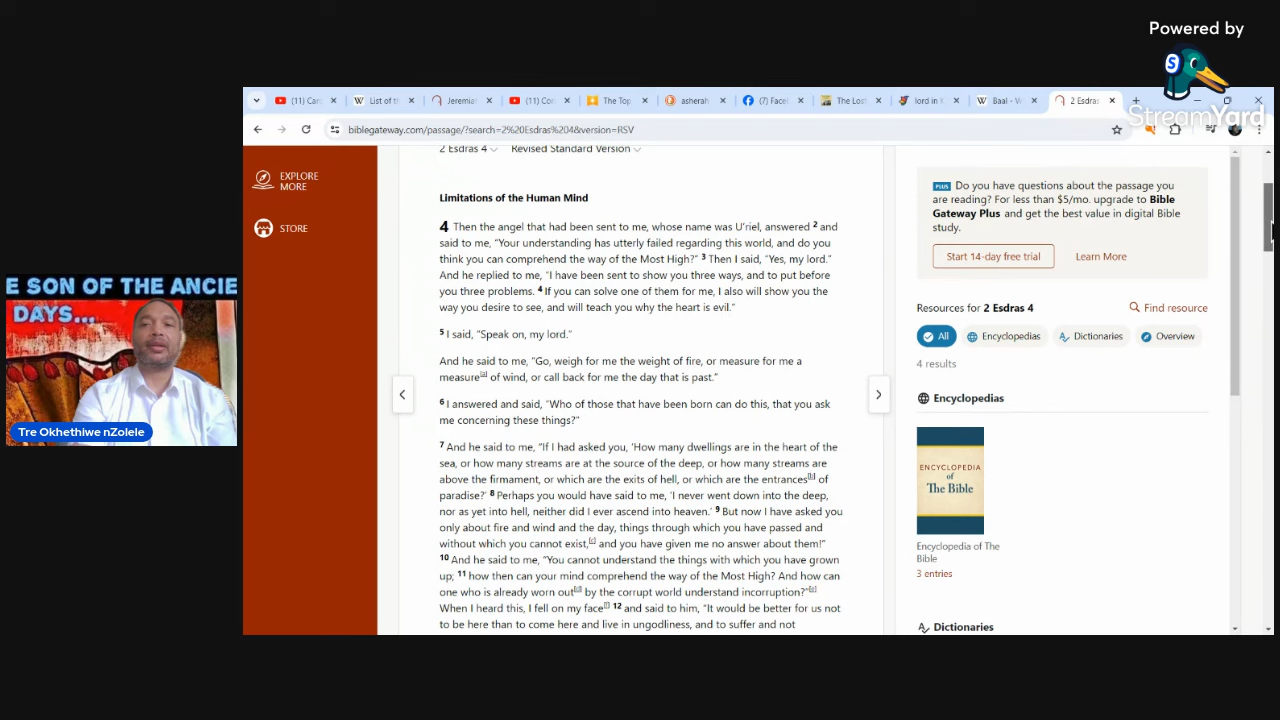 Powered by
S
StreamYard
(11) Car
List of th
Jeremia
(11) Co
The Top
asherah
(7) Face
The Lost
lord in K
Baal - W
2 Esdras
biblegateway.com/passage/?search=2%20Esdras%204&version=RSV
EXPLORE
MORE
STORE
2 Esdras 4
Revised Standard Version
Limitations of the Human Mind
4 Then the angel that had been sent to me, whose name was U′riel, answered 2 and
said to me, “Your understanding has utterly failed regarding this world, and do you
think you can comprehend the way of the Most High?” 3 Then I said, “Yes, my lord.”
And he replied to me, “I have been sent to show you three ways, and to put before
you three problems. 4 If you can solve one of them for me, I also will show you the
way you desire to see, and will teach you why the heart is evil.”
5 I said, “Speak on, my lord.”
And he said to me, “Go, weigh for me the weight of fire, or measure for me a
measure[a] of wind, or call back for me the day that is past.”
6 I answered and said, “Who of those that have been born can do this, that you ask
me concerning these things?”
7 And he said to me, “If I had asked you, ‘How many dwellings are in the heart of the
sea, or how many streams are at the source of the deep, or how many streams are
above the firmament, or which are the exits of hell, or which are the entrances[b] of
paradise?’ 8 Perhaps you would have said to me, ‘I never went down into the deep,
nor as yet into hell, neither did I ever ascend into heaven.’ 9 But now I have asked you
only about fire and wind and the day, things through which you have passed and
without which you cannot exist,[c] and you have given me no answer about them!”
10 And he said to me, “You cannot understand the things with which you have grown
up; 11 how then can your mind comprehend the way of the Most High? And how can
one who is already worn out[d] by the corrupt world understand incorruption?”[e]
When I heard this, I fell on my face[f] 12 and said to him, “It would be better for us not
to be here than to come here and live in ungodliness, and to suffer and not
PLUS Do you have questions about the passage you
are reading? For less than $5/mo. upgrade to Bible
Gateway Plus and get the best value in digital Bible
study.
Start 14-day free trial
Learn More
Resources for 2 Esdras 4
Find resource
All
Encyclopedias
Dictionaries
Overview
4 results
Encyclopedias
ENCYCLOPEDIA
of
The Bible
Encyclopedia of The
Bible
3 entries
Dictionaries
E SON OF THE ANCIE
DAYS...
Tre Okhethiwe nZolele